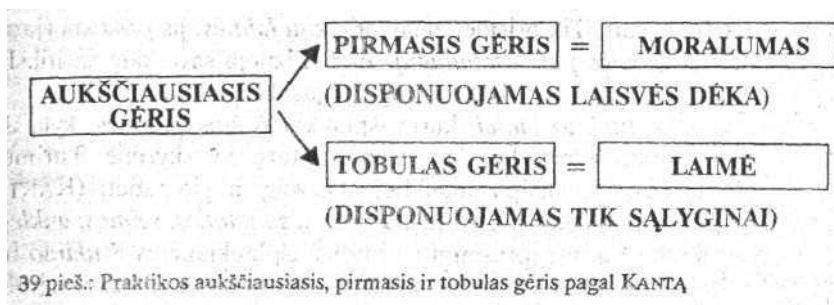 PIRMASIS GĖRIS = MORALUMAS
AUKŠČIAUSIASIS
GĖRIS
(DISPONUOJAMAS LAISVĖS DĖKA)
TOBULAS GĖRIS = LAIMĖ
(DISPONUOJAMAS TIK SĄLYGINAI)
39 pieš.: Praktikos aukščiausiasis, pirmasis ir tobulas gėris pagal KANTĄ